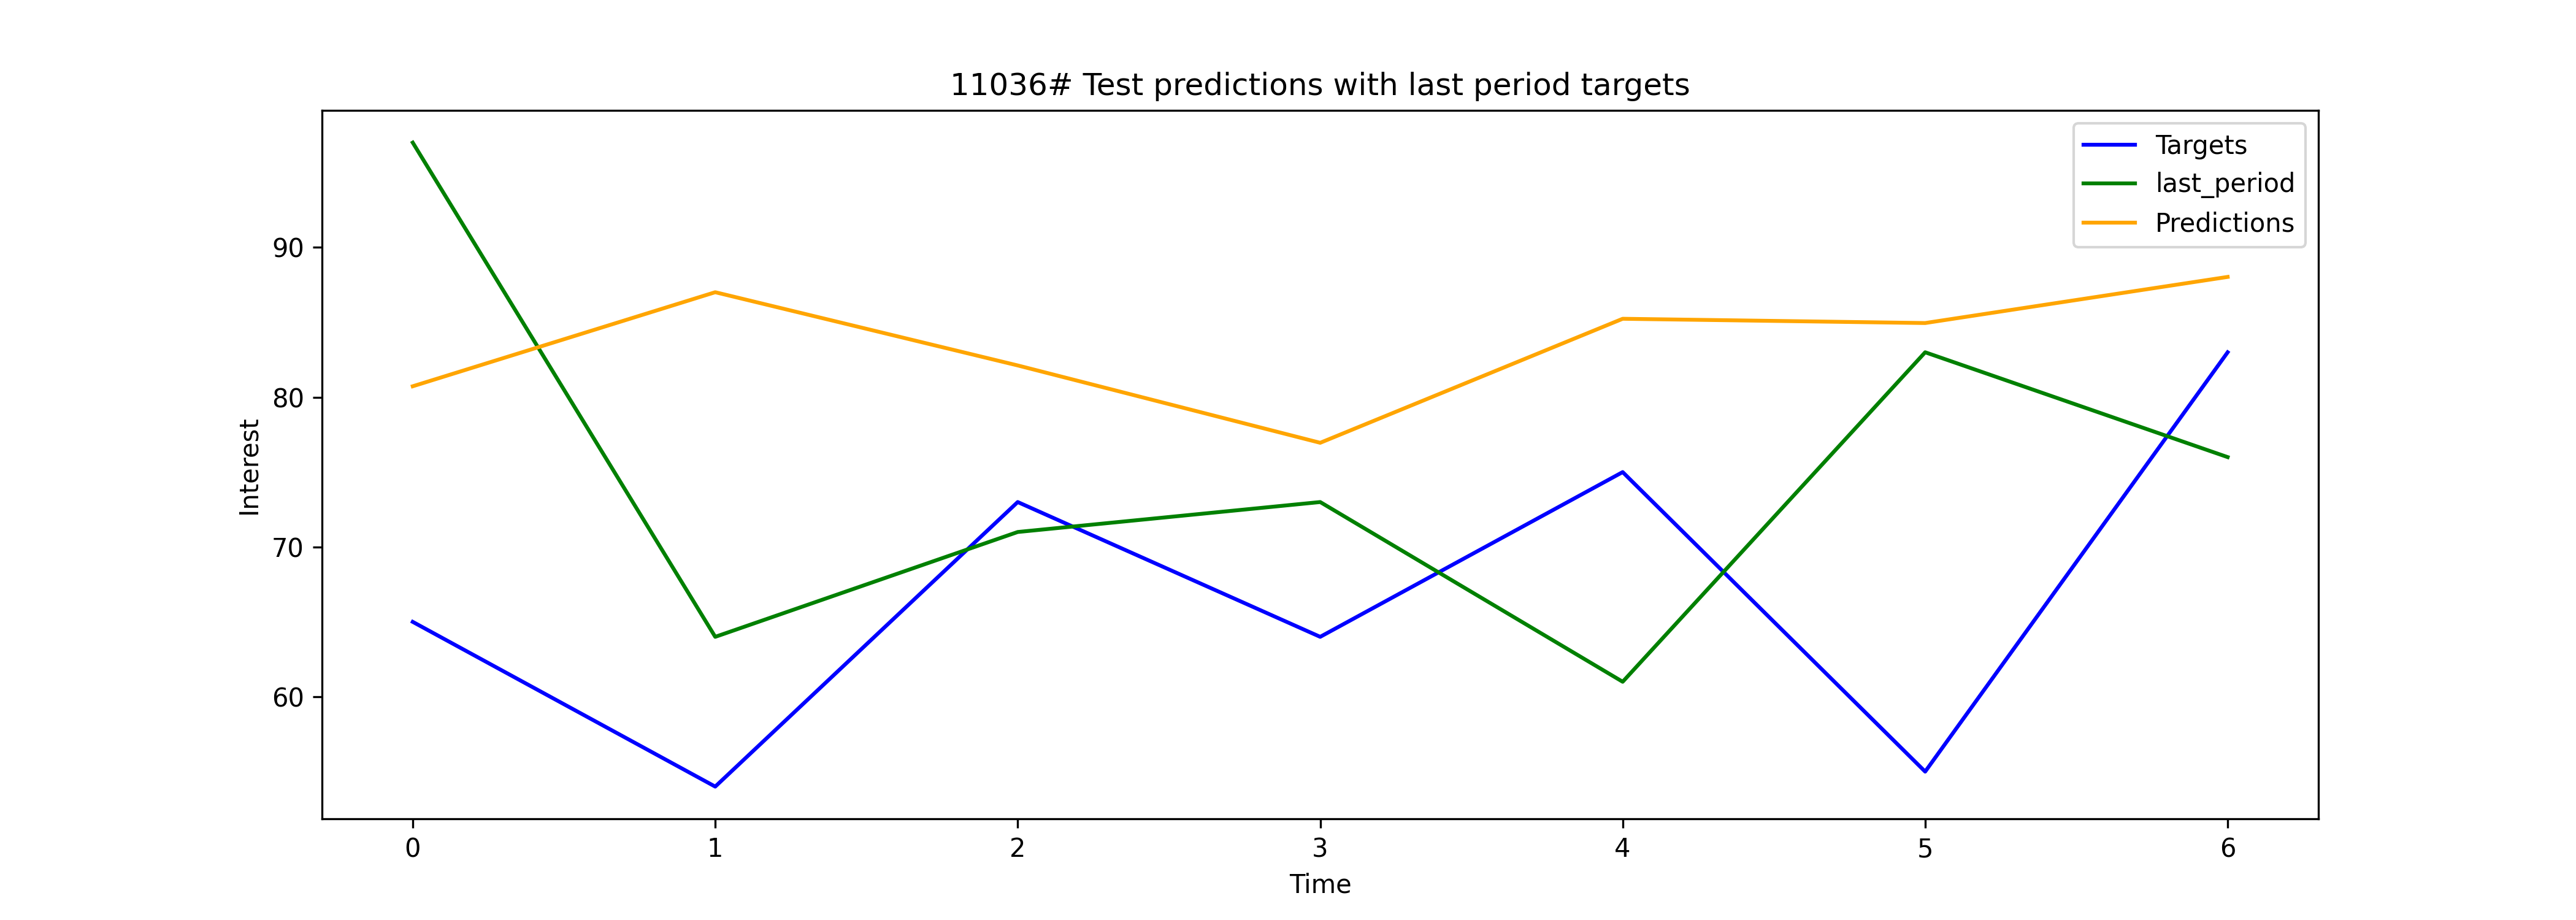 11036# Test predictions with last period targets
Targets
last_period
Predictions
90
80
70
60
Interest
0 1 2 3 4 5 6
Time